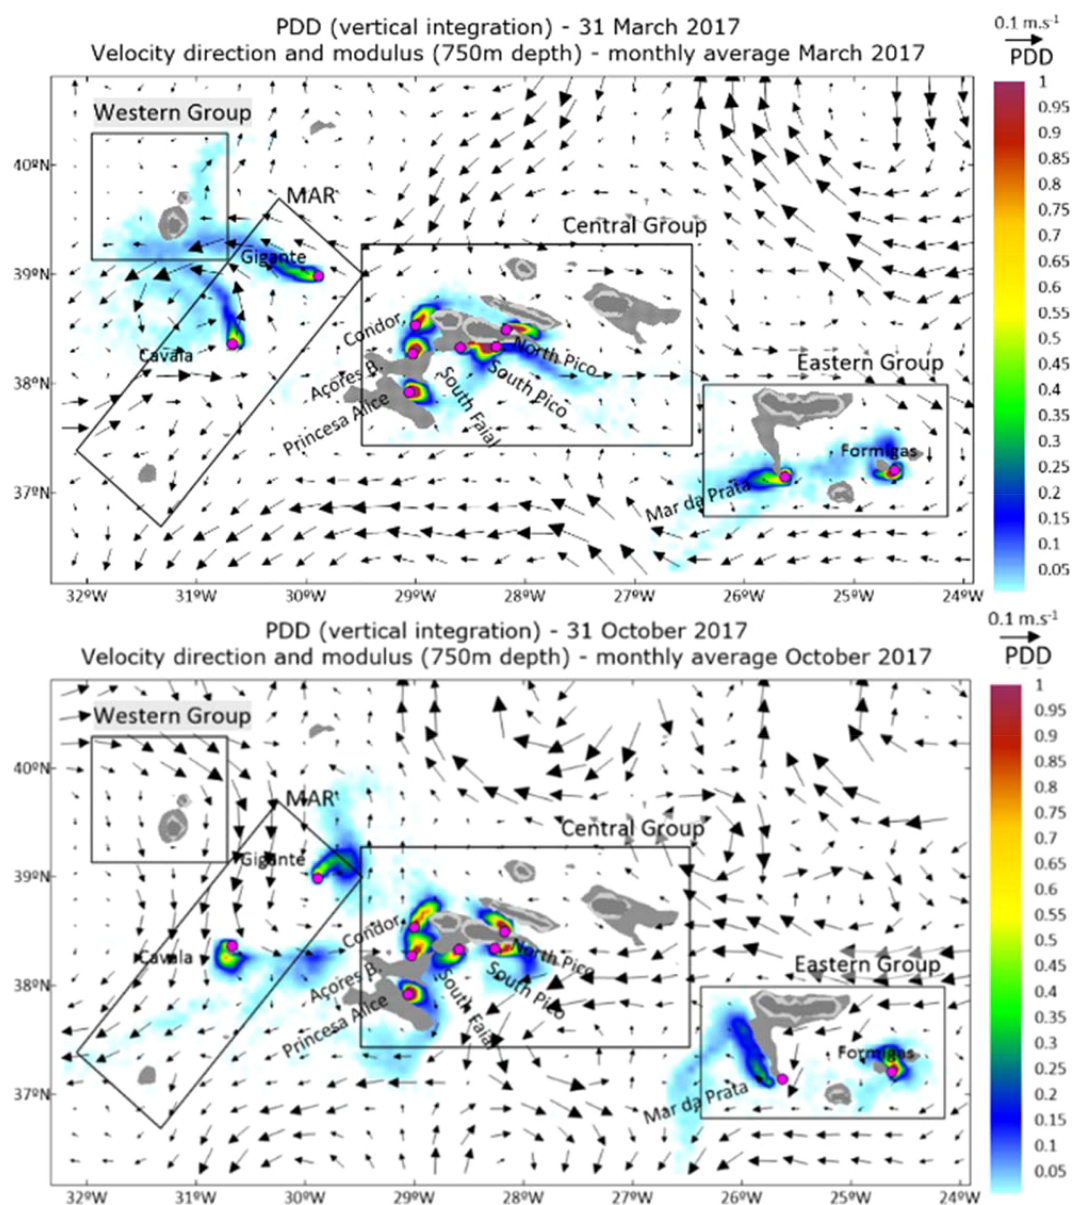 PDD (vertical integration) - 31 March 2017
Velocity direction and modulus (750m depth) - monthly average March 2017
0.1 m.s⁻¹
PDD
Western Group
MAR
Central Group
Eastern Group
Gigante
Cavala
Condor
Açores B.
Princesa Alice
South Faial
South Pico
North Pico
Formigas
Mar da Prata
40ºN
39ºN
38ºN
37ºN
32ºW 31ºW 30ºW 29ºW 28ºW 27ºW 26ºW 25ºW 24ºW
1
0.95
0.9
0.85
0.8
0.75
0.7
0.65
0.6
0.55
0.5
0.45
0.4
0.35
0.3
0.25
0.2
0.15
0.1
0.05
PDD (vertical integration) - 31 October 2017
Velocity direction and modulus (750m depth) - monthly average October 2017
0.1 m.s⁻¹
PDD
Western Group
MAR
Central Group
Eastern Group
Gigante
Cavala
Condor
Açores B.
Princesa Alice
South Faial
South Pico
North Pico
Formigas
Mar da Prata
40ºN
39ºN
38ºN
37ºN
32ºW 31ºW 30ºW 29ºW 28ºW 27ºW 26ºW 25ºW 24ºW
1
0.95
0.9
0.85
0.8
0.75
0.7
0.65
0.6
0.55
0.5
0.45
0.4
0.35
0.3
0.25
0.2
0.15
0.1
0.05